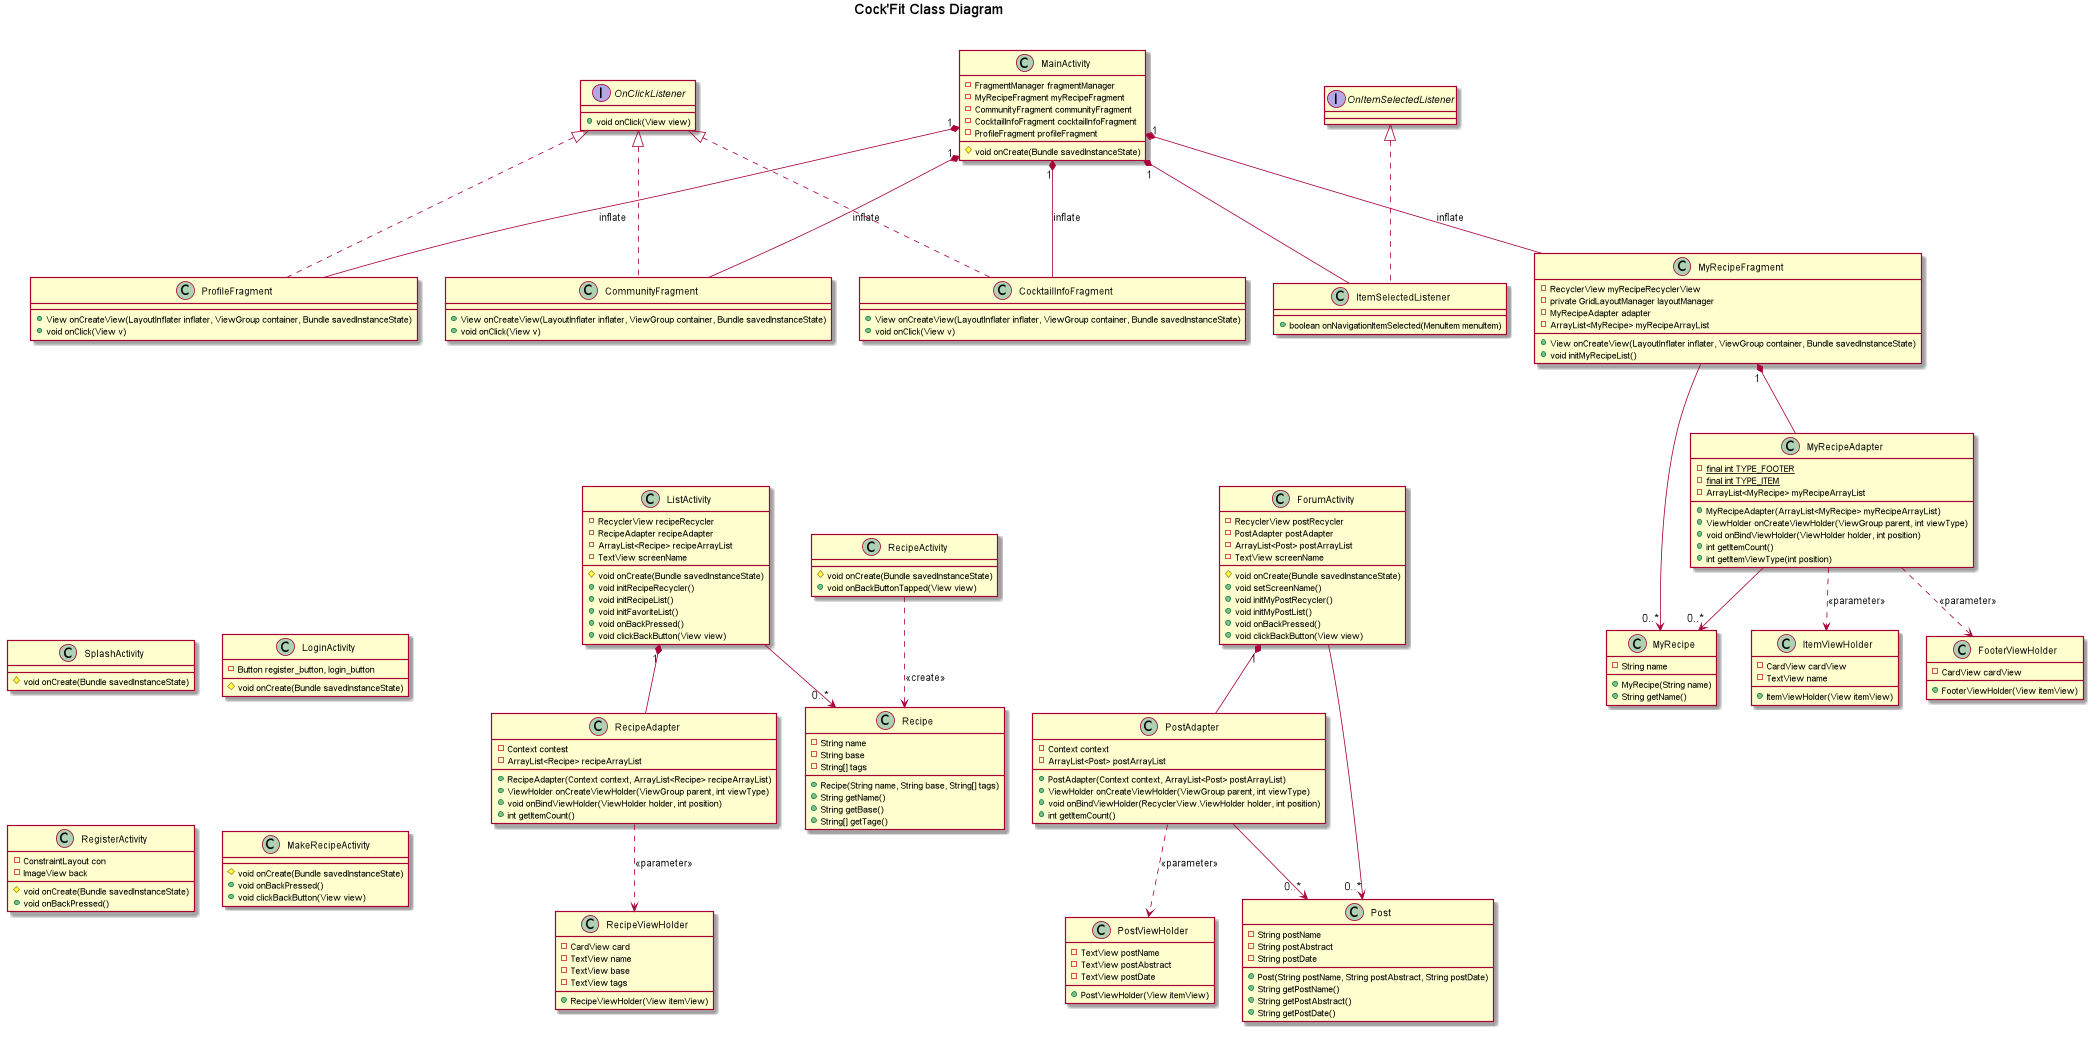 Cock'Fit Class Diagram
OnClickListener
void onClick(View view)
MainActivity
FragmentManager fragmentManager
MyRecipeFragment myRecipeFragment
CommunityFragment communityFragment
CocktailInfoFragment cocktailInfoFragment
ProfileFragment profileFragment
void onCreate(Bundle savedInstanceState)
OnItemSelectedListener
1
1
1
1
1
inflate
inflate
inflate
inflate
ProfileFragment
View onCreateView(LayoutInflater inflater, ViewGroup container, Bundle savedInstanceState)
void onClick(View v)
CommunityFragment
View onCreateView(LayoutInflater inflater, ViewGroup container, Bundle savedInstanceState)
void onClick(View v)
CocktailInfoFragment
View onCreateView(LayoutInflater inflater, ViewGroup container, Bundle savedInstanceState)
void onClick(View v)
ItemSelectedListener
boolean onNavigationItemSelected(MenuItem menuItem)
MyRecipeFragment
RecyclerView myRecipeRecyclerView
private GridLayoutManager layoutManager
MyRecipeAdapter adapter
ArrayList<MyRecipe> myRecipeArrayList
View onCreateView(LayoutInflater inflater, ViewGroup container, Bundle savedInstanceState)
void initMyRecipeList()
1
MyRecipeAdapter
final int TYPE_FOOTER
final int TYPE_ITEM
ArrayList<MyRecipe> myRecipeArrayList
MyRecipeAdapter(ArrayList<MyRecipe> myRecipeArrayList)
ViewHolder onCreateViewHolder(ViewGroup parent, int viewType)
void onBindViewHolder(ViewHolder holder, int position)
int getItemCount()
int getItemViewType(int position)
ListActivity
RecyclerView recipeRecycler
RecipeAdapter recipeAdapter
ArrayList<Recipe> recipeArrayList
TextView screenName
void onCreate(Bundle savedInstanceState)
void initRecipeRecycler()
void initRecipeList()
void initFavoriteList()
void onBackPressed()
void clickBackButton(View view)
RecipeActivity
void onCreate(Bundle savedInstanceState)
void onBackButtonTapped(View view)
ForumActivity
RecyclerView postRecycler
PostAdapter postAdapter
ArrayList<Post> postArrayList
TextView screenName
void onCreate(Bundle savedInstanceState)
void setScreenName()
void initMyPostRecycler()
void initMyPostList()
void onBackPressed()
void clickBackButton(View view)
«parameter»
«parameter»
0..*
0..*
SplashActivity
void onCreate(Bundle savedInstanceState)
LoginActivity
Button register_button, login_button
void onCreate(Bundle savedInstanceState)
MyRecipe
String name
MyRecipe(String name)
String getName()
ItemViewHolder
CardView cardView
TextView name
ItemViewHolder(View itemView)
FooterViewHolder
CardView cardView
FooterViewHolder(View itemView)
1
0..*
«create»
1
RecipeAdapter
Context contest
ArrayList<Recipe> recipeArrayList
RecipeAdapter(Context context, ArrayList<Recipe> recipeArrayList)
ViewHolder onCreateViewHolder(ViewGroup parent, int viewType)
void onBindViewHolder(ViewHolder holder, int position)
int getItemCount()
Recipe
String name
String base
String[] tags
Recipe(String name, String base, String[] tags)
String getName()
String getBase()
String[] getTage()
PostAdapter
Context context
ArrayList<Post> postArrayList
PostAdapter(Context context, ArrayList<Post> postArrayList)
ViewHolder onCreateViewHolder(ViewGroup parent, int viewType)
void onBindViewHolder(RecyclerView.ViewHolder holder, int position)
int getItemCount()
RegisterActivity
ConstraintLayout con
ImageView back
void onCreate(Bundle savedInstanceState)
void onBackPressed()
MakeRecipeActivity
void onCreate(Bundle savedInstanceState)
void onBackPressed()
void clickBackButton(View view)
«parameter»
«parameter»
0..*
0..*
RecipeViewHolder
CardView card
TextView name
TextView base
TextView tags
RecipeViewHolder(View itemView)
PostViewHolder
TextView postName
TextView postAbstract
TextView postDate
PostViewHolder(View itemView)
Post
String postName
String postAbstract
String postDate
Post(String postName, String postAbstract, String postDate)
String getPostName()
String getPostAbstract()
String getPostDate()